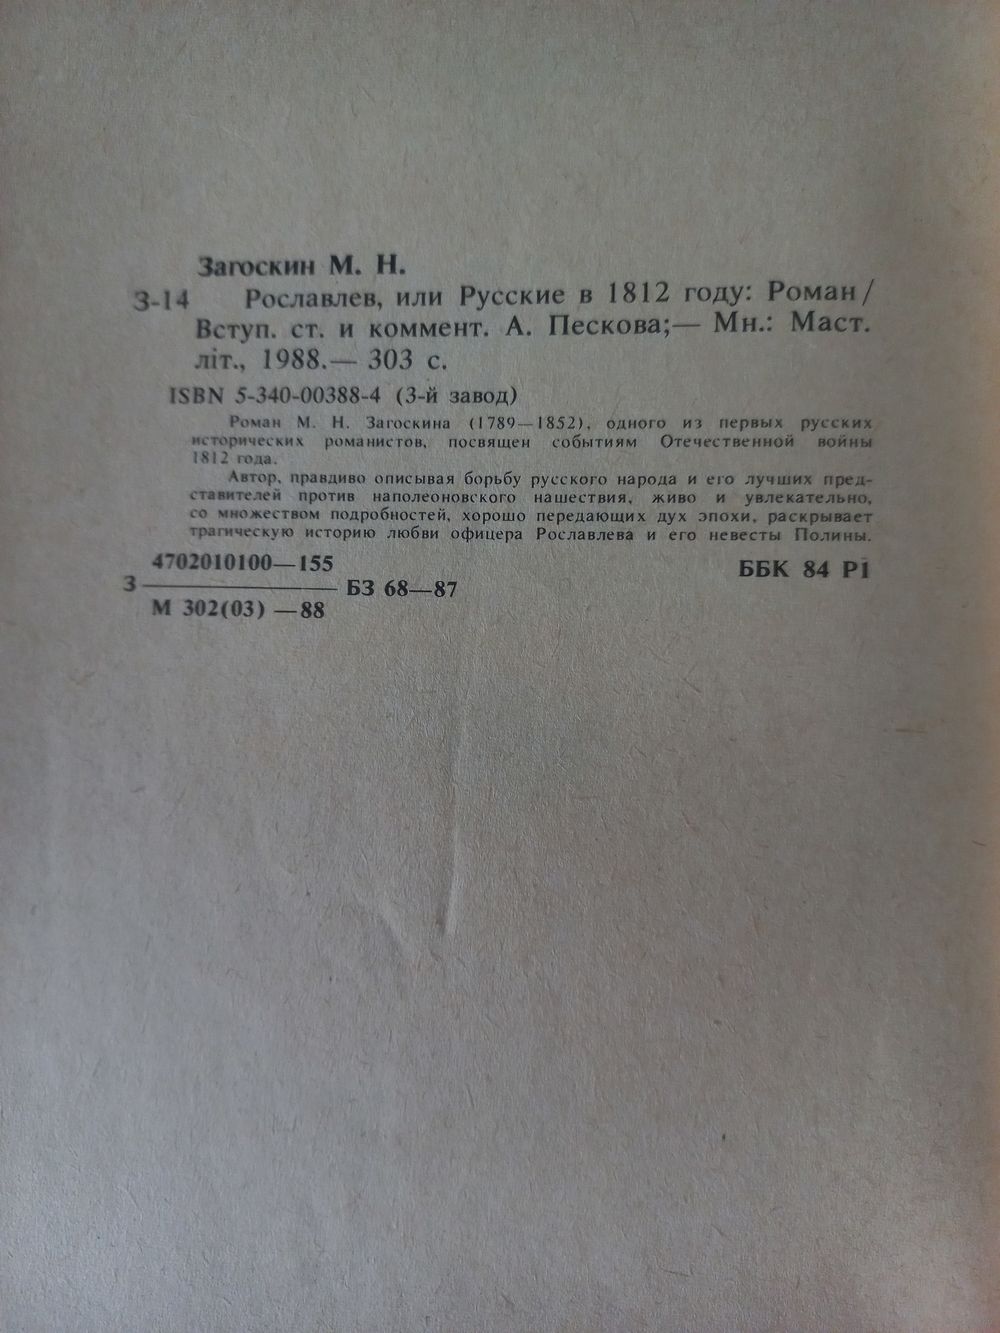 Загоскин М. Н.
З-14 Рославлев, или Русские в 1812 году: Роман /
Вступ. ст. и коммент. А. Пескова;— Мн.: Маст.
літ., 1988.— 303 с.
ISBN 5-340-00388-4 (3-й завод)
Роман М. Н. Загоскина (1789—1852), одного из первых русских
исторических романистов, посвящен событиям Отечественной войны
1812 года.
Автор, правдиво описывая борьбу русского народа и его лучших пред-
ставителей против наполеоновского нашествия, живо и увлекательно,
со множеством подробностей, хорошо передающих дух эпохи, раскрывает
трагическую историю любви офицера Рославлева и его невесты Полины.
4702010100—155
З ———— БЗ 68—87 ББК 84 Р1
М 302(03) —88